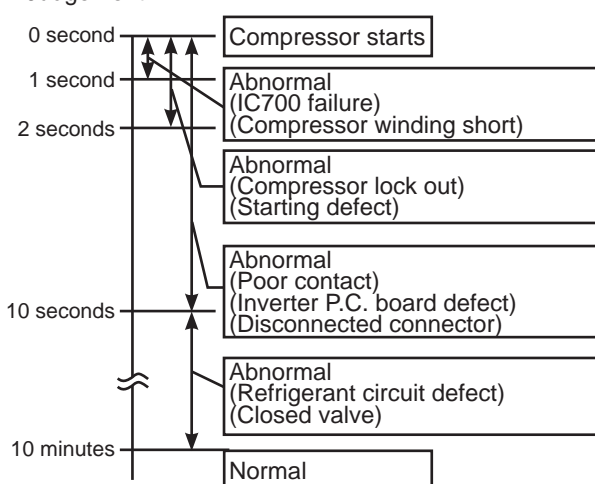 0 second
Compressor starts
1 second
Abnormal
(IC700 failure)
(Compressor winding short)
2 seconds
Abnormal
(Compressor lock out)
(Starting defect)
Abnormal
(Poor contact)
(Inverter P.C. board defect)
(Disconnected connector)
10 seconds
Abnormal
(Refrigerant circuit defect)
(Closed valve)
10 minutes
Normal